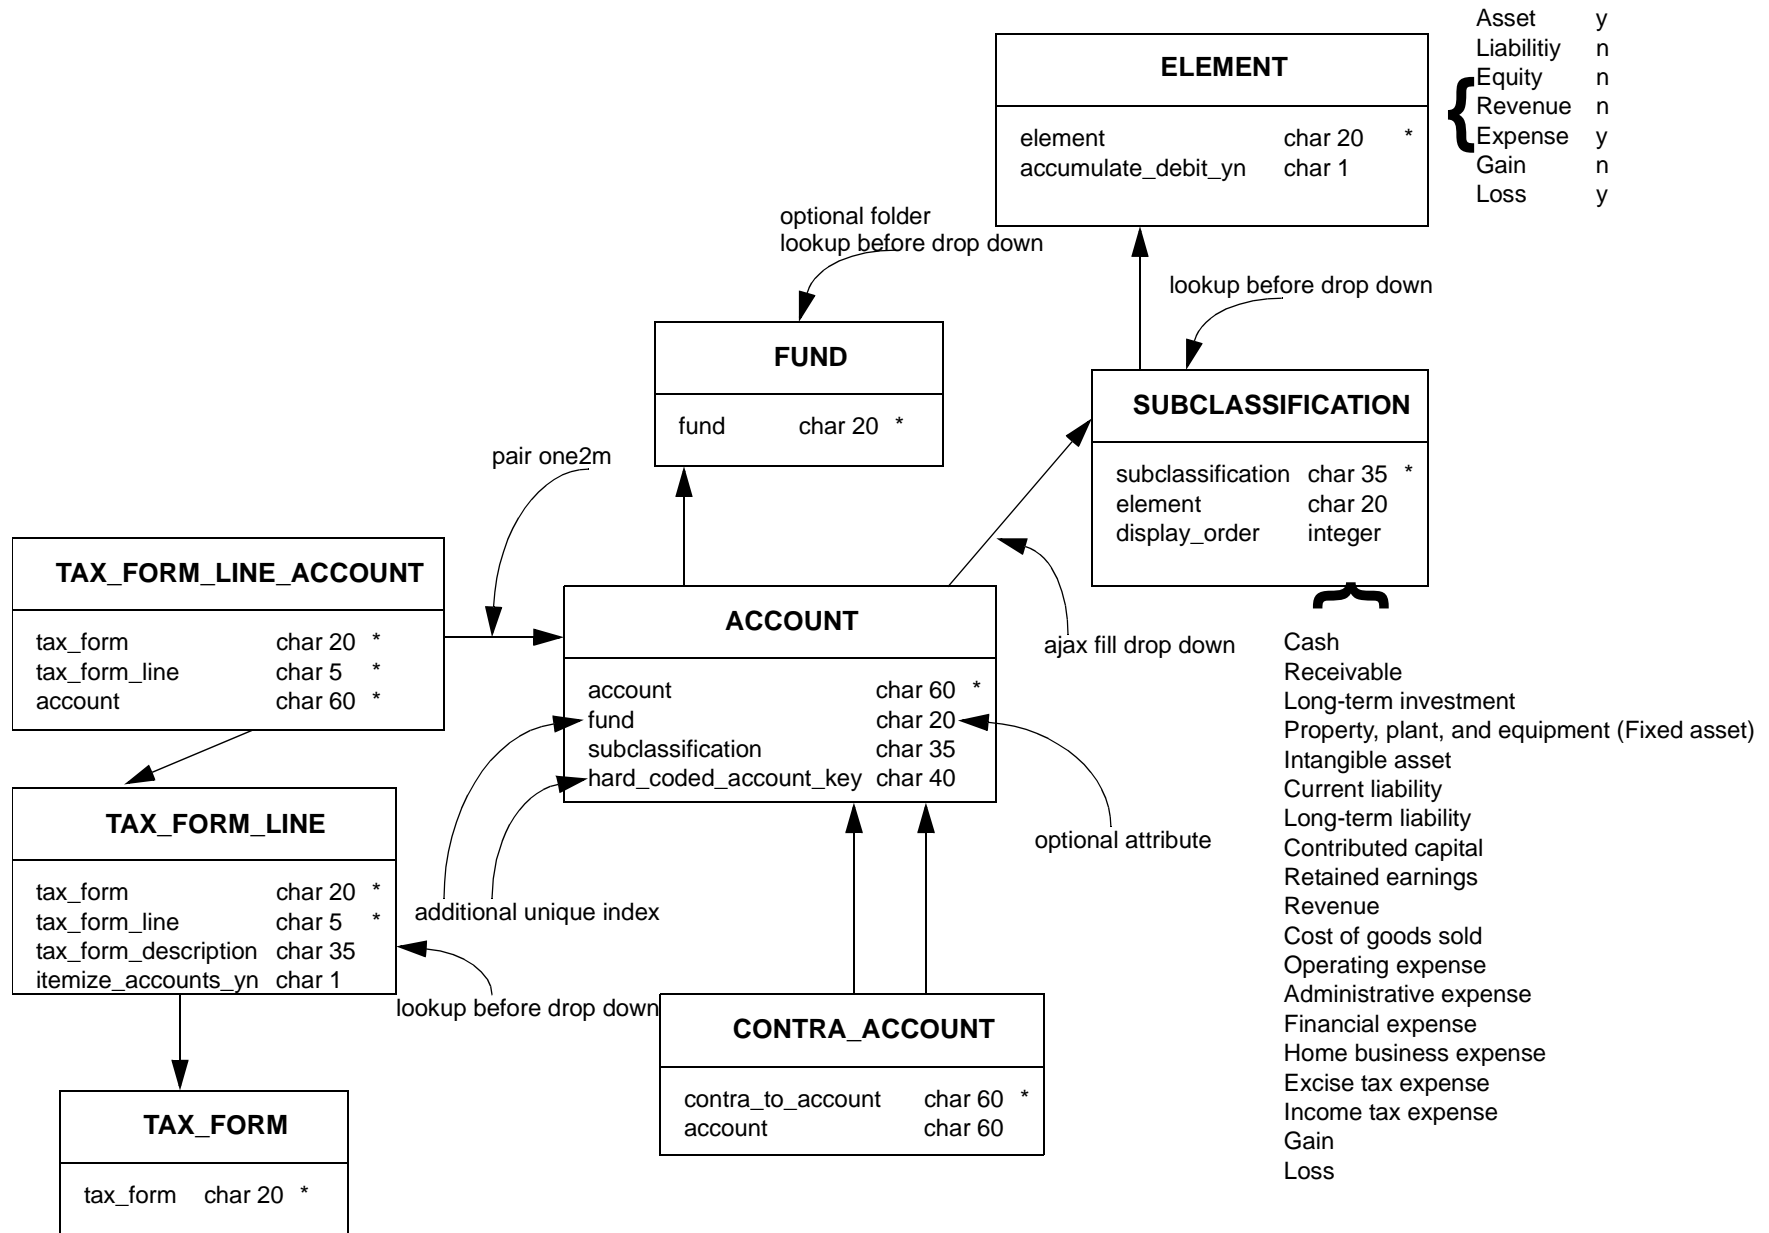 Asset y
Liabilitiy n
Equity n
Revenue n
Expense y
Gain n
Loss y
ELEMENT
element char 20 *
accumulate_debit_yn char 1
optional folder
lookup before drop down
lookup before drop down
FUND
fund char 20 *
SUBCLASSIFICATION
subclassification char 35 *
element char 20
display_order integer
pair one2m
TAX_FORM_LINE_ACCOUNT
tax_form char 20 *
tax_form_line char 5 *
account char 60 *
ACCOUNT
account char 60 *
fund char 20
subclassification char 35
hard_coded_account_key char 40
ajax fill drop down
Cash
Receivable
Long-term investment
Property, plant, and equipment (Fixed asset)
Intangible asset
Current liability
Long-term liability
Contributed capital
Retained earnings
Revenue
Cost of goods sold
Operating expense
Administrative expense
Financial expense
Home business expense
Excise tax expense
Income tax expense
Gain
Loss
optional attribute
additional unique index
TAX_FORM_LINE
tax_form char 20 *
tax_form_line char 5 *
tax_form_description char 35
itemize_accounts_yn char 1
lookup before drop down
CONTRA_ACCOUNT
contra_to_account char 60 *
account char 60
TAX_FORM
tax_form char 20 *